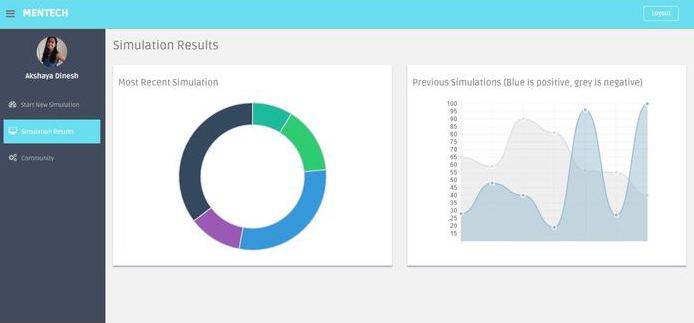 MENTECH
Logout
Akshaya Dinesh
Start New Simulation
Simulation Results
Community
Simulation Results
Most Recent Simulation
Previous Simulations (Blue is positive, grey is negative)
100
95
90
85
80
75
70
65
60
55
50
45
40
35
30
25
20
15